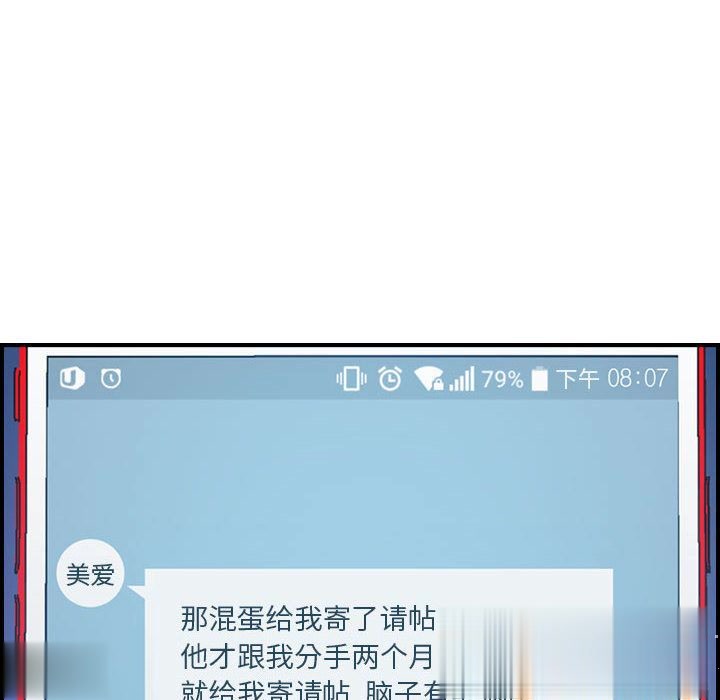 79% 下午 08:07
美爱
那混蛋给我寄了请帖
他才跟我分手两个月
就给我寄请帖 脑子有